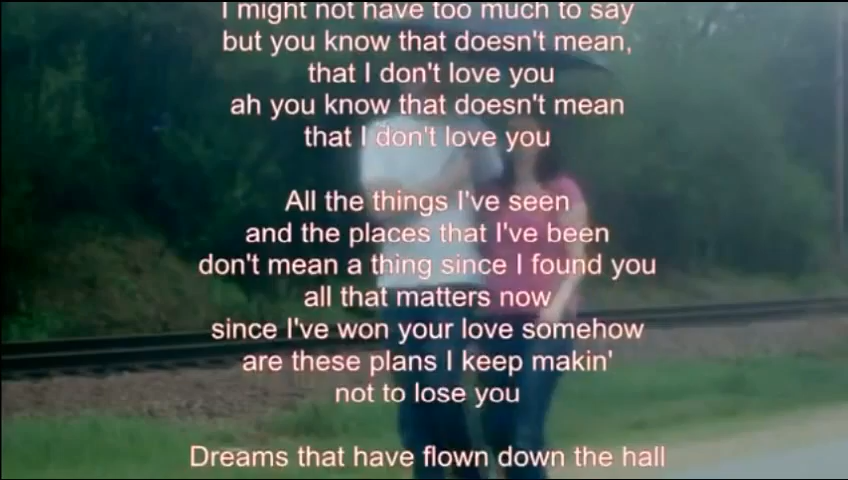 I might not have too much to say
but you know that doesn't mean,
that I don't love you
ah you know that doesn't mean
that I don't love you
All the things I've seen
and the places that I've been
don't mean a thing since I found you
all that matters now
since I've won your love somehow
are these plans I keep makin'
not to lose you
Dreams that have flown down the hall